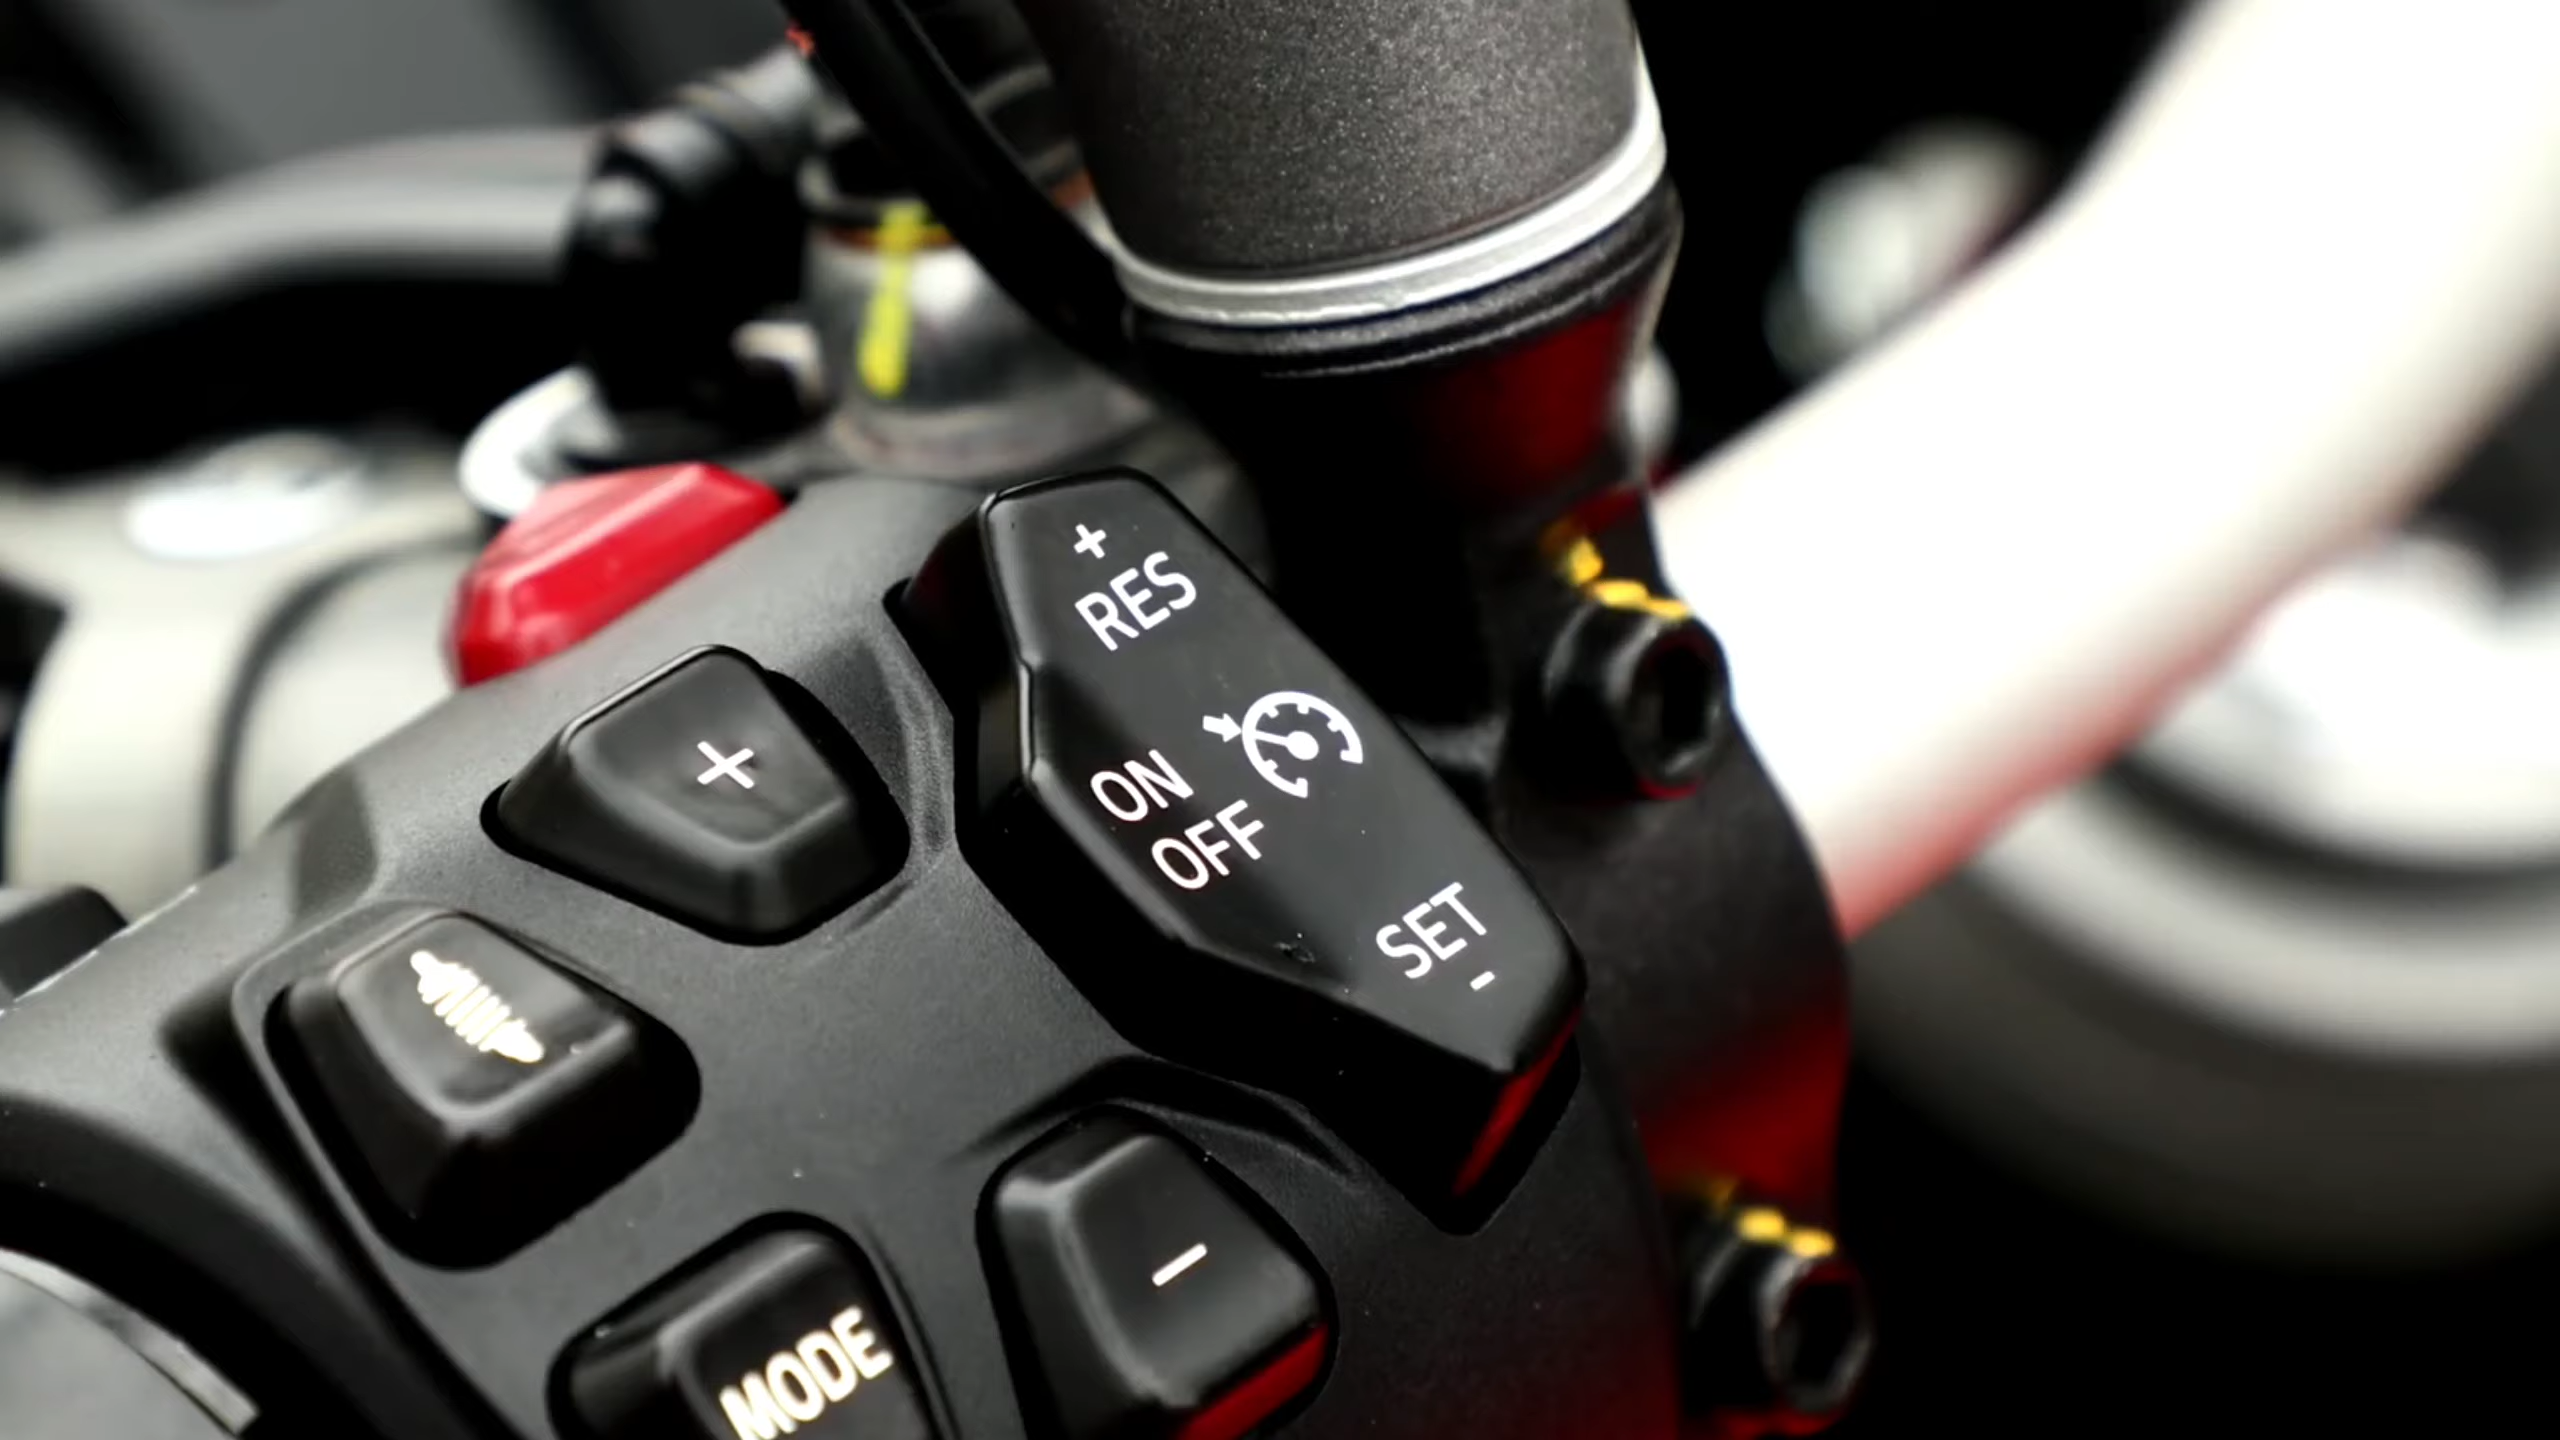 +
RES
ON
OFF
SET
-
+
-
MODE